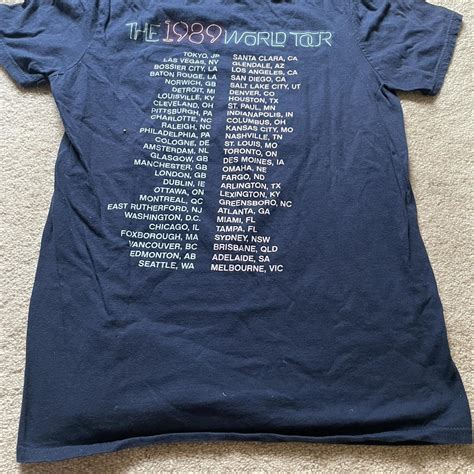 THE 1989 WORLD TOUR
TOKYO, JP
LAS VEGAS, NV
BOSSIER CITY, LA
BATON ROUGE, LA
NORWICH, GB
DETROIT, MI
LOUISVILLE, KY
CLEVELAND, OH
PITTSBURGH, PA
CHARLOTTE, NC
RALEIGH, NC
PHILADELPHIA, PA
COLOGNE, DE
AMSTERDAM, NL
GLASGOW, GB
MANCHESTER, GB
LONDON, GB
DUBLIN, IE
OTTAWA, ON
MONTREAL, QC
EAST RUTHERFORD, NJ
WASHINGTON, D.C.
CHICAGO, IL
FOXBOROUGH, MA
VANCOUVER, BC
EDMONTON, AB
SEATTLE, WA
SANTA CLARA, CA
GLENDALE, AZ
LOS ANGELES, CA
SAN DIEGO, CA
SALT LAKE CITY, UT
DENVER, CO
HOUSTON, TX
ST. PAUL, MN
INDIANAPOLIS, IN
COLUMBUS, OH
KANSAS CITY, MO
NASHVILLE, TN
ST. LOUIS, MO
TORONTO, ON
DES MOINES, IA
OMAHA, NE
FARGO, ND
ARLINGTON, TX
LEXINGTON, KY
GREENSBORO, NC
ATLANTA, GA
MIAMI, FL
TAMPA, FL
SYDNEY, NSW
BRISBANE, QLD
ADELAIDE, SA
MELBOURNE, VIC